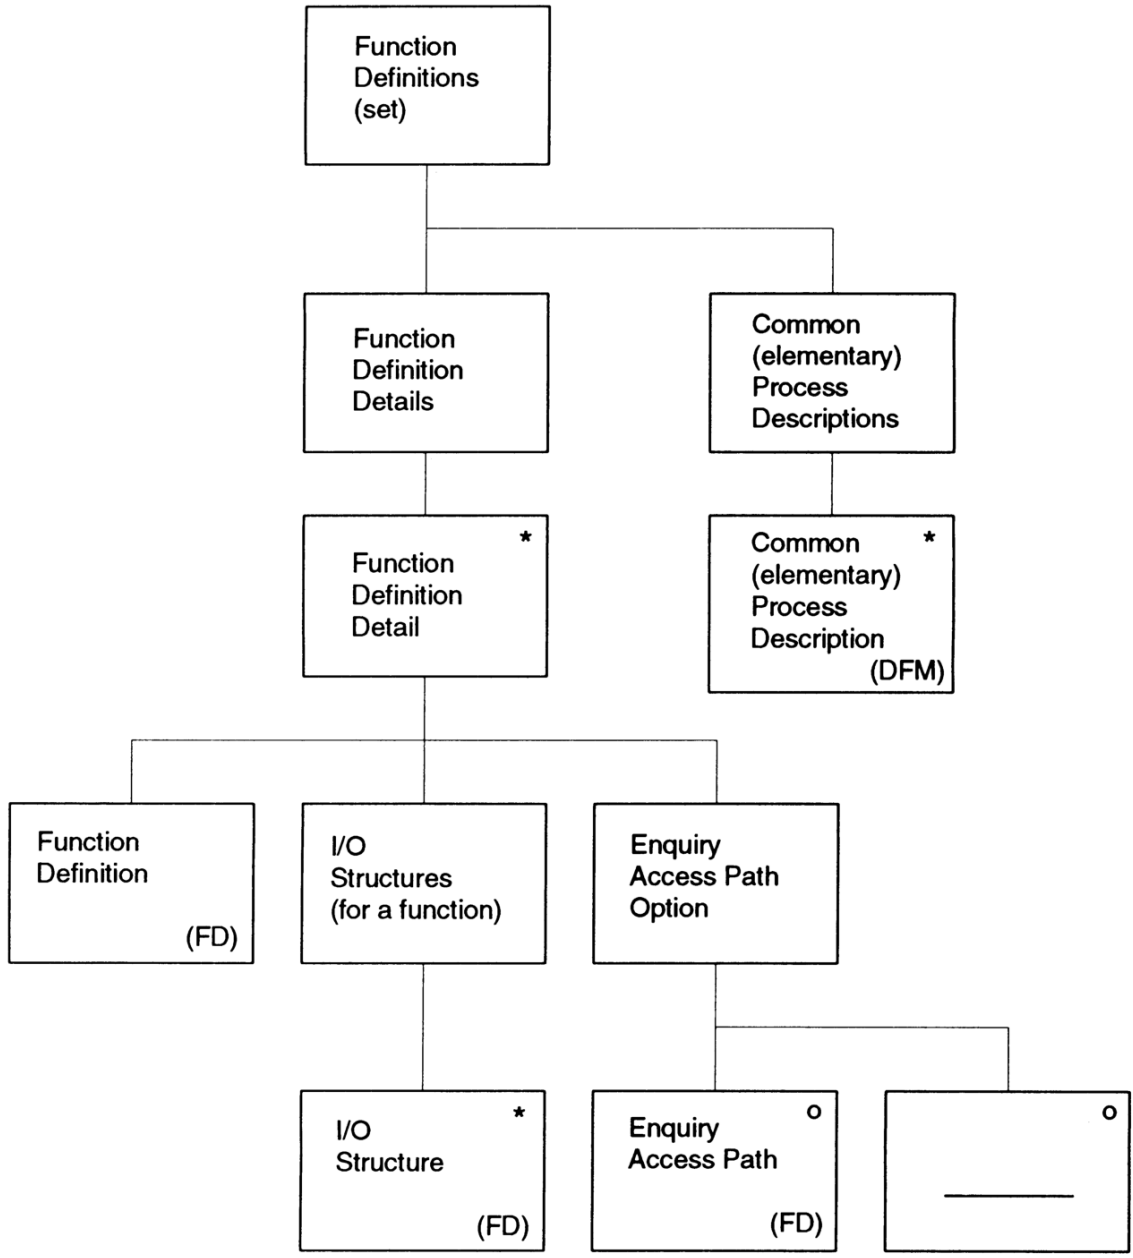 Function
Definitions
(set)
Function
Definition
Details
Common
(elementary)
Process
Descriptions
*
Function
Definition
Detail
*
Common
(elementary)
Process
Description
(DFM)
Function
Definition
(FD)
I/O
Structures
(for a function)
Enquiry
Access Path
Option
*
I/O
Structure
(FD)
o
Enquiry
Access Path
(FD)
o